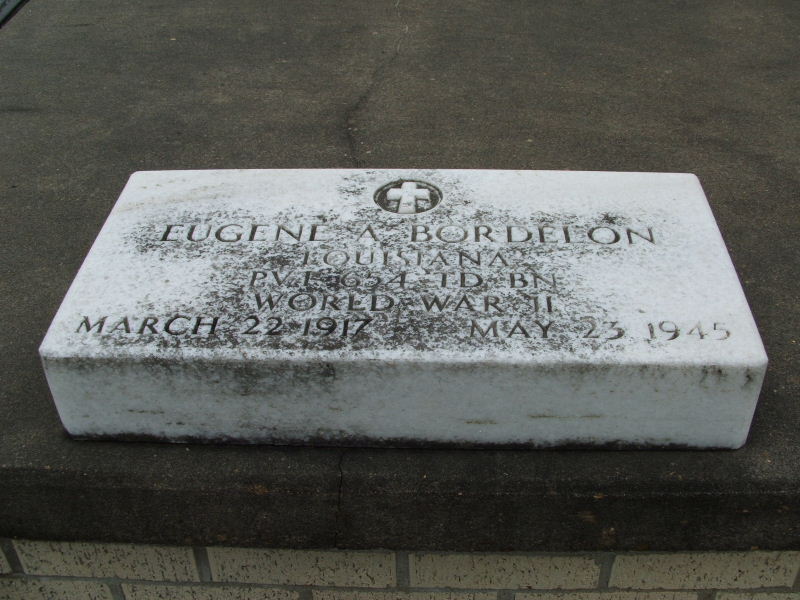 EUGENE A BORDELON
LOUISIANA
PVT 654 TD BN
WORLD WAR II
MARCH 22 1917 MAY 23 1945